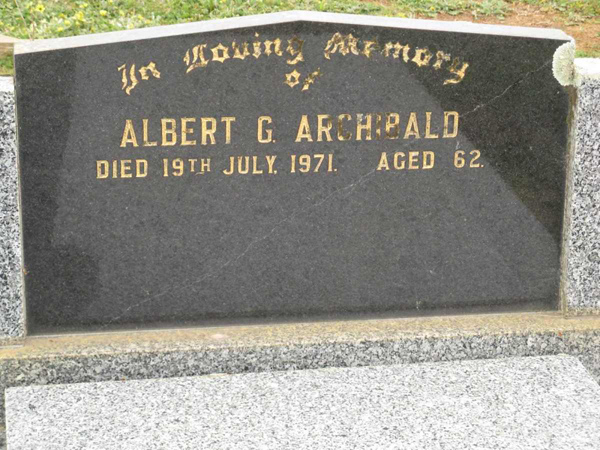 In Loving Memory
of
ALBERT G. ARCHIBALD
DIED 19TH JULY, 1971. AGED 62.